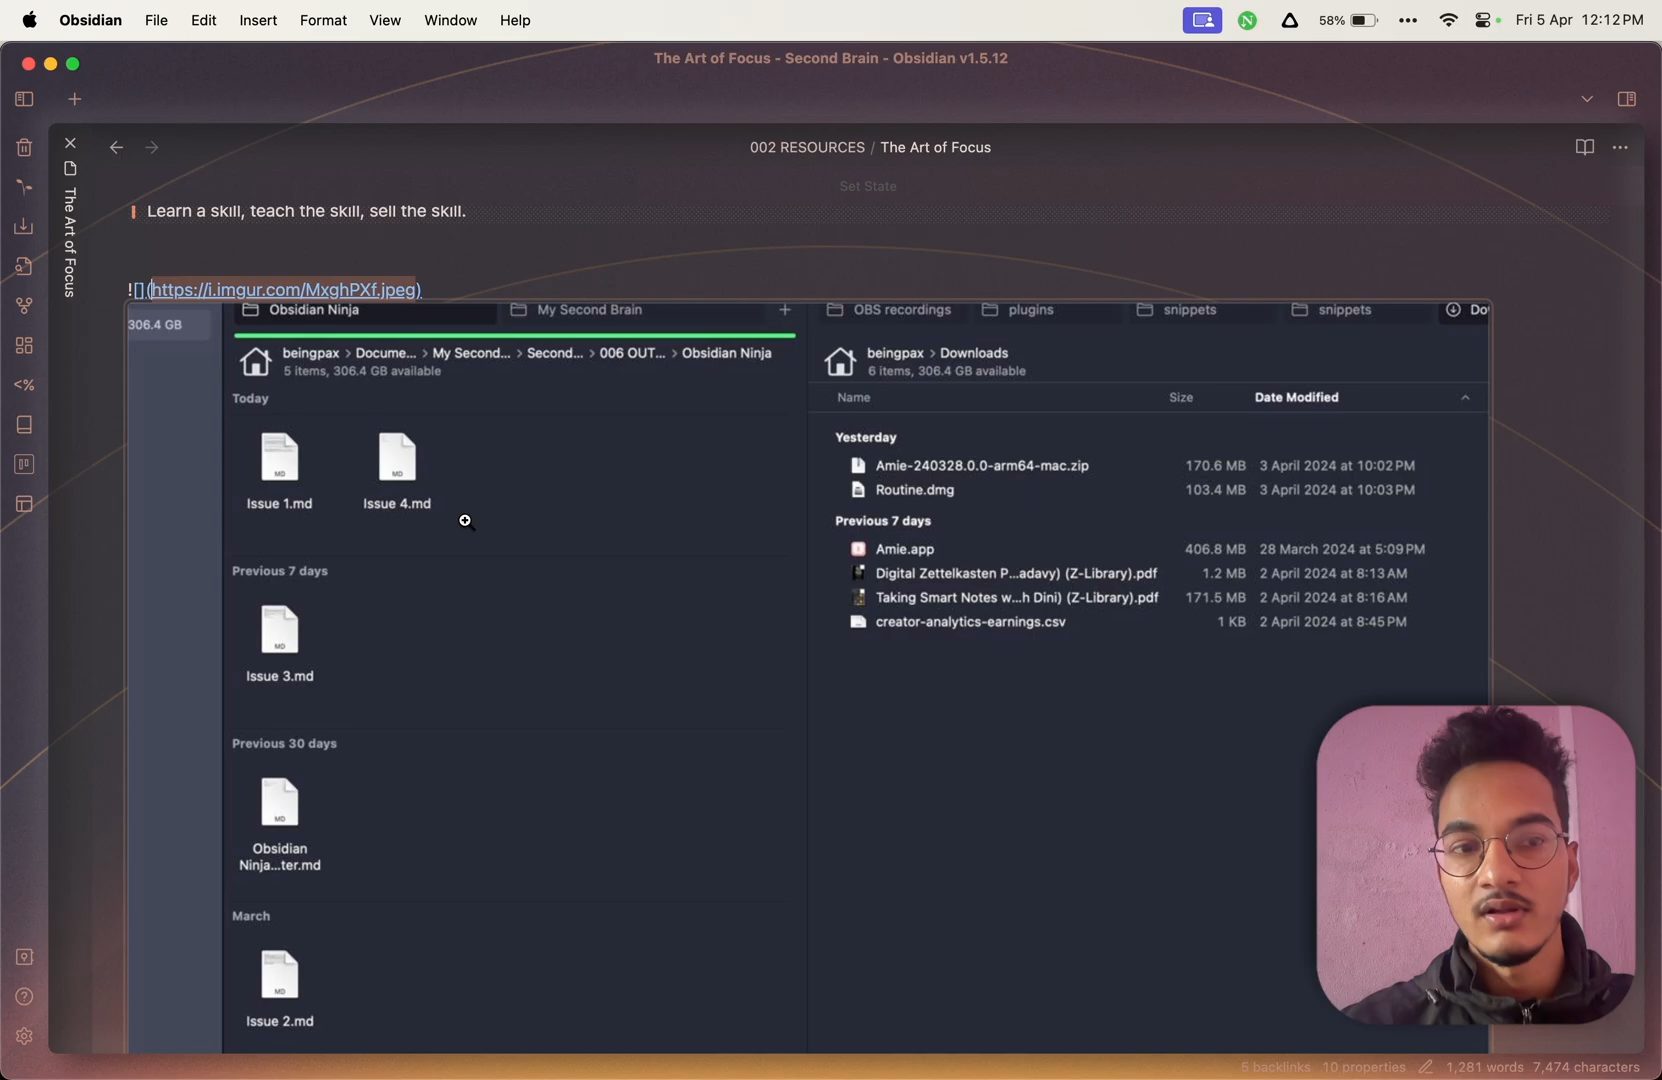 Obsidian File Edit Insert Format View Window Help 58% Fri 5 Apr 12:12 PM
The Art of Focus - Second Brain - Obsidian v1.5.12
002 RESOURCES / The Art of Focus
The Art of Focus
Set State
Learn a skill, teach the skill, sell the skill.
![](https://i.imgur.com/MxghPXf.jpeg)
306.4 GB
Obsidian Ninja My Second Brain + OBS recordings plugins snippets snippets Do
beingpax > Docume... > My Second... > Second... > 006 OUT... > Obsidian Ninja
5 items, 306.4 GB available
beingpax > Downloads
6 items, 306.4 GB available
Today
MD
Issue 1.md
MD
Issue 4.md
Previous 7 days
MD
Issue 3.md
Previous 30 days
MD
Obsidian
Ninja...ter.md
March
MD
Issue 2.md
Name Size Date Modified
Yesterday
Amie-240328.0.0-arm64-mac.zip 170.6 MB 3 April 2024 at 10:02 PM
Routine.dmg 103.4 MB 3 April 2024 at 10:03 PM
Previous 7 days
Amie.app 406.8 MB 28 March 2024 at 5:09 PM
Digital Zettelkasten P...adavy) (Z-Library).pdf 1.2 MB 2 April 2024 at 8:13 AM
Taking Smart Notes w...h Dini) (Z-Library).pdf 171.5 MB 2 April 2024 at 8:16 AM
creator-analytics-earnings.csv 1 KB 2 April 2024 at 8:45 PM
5 backlinks 10 properties 1,281 words 7,474 characters